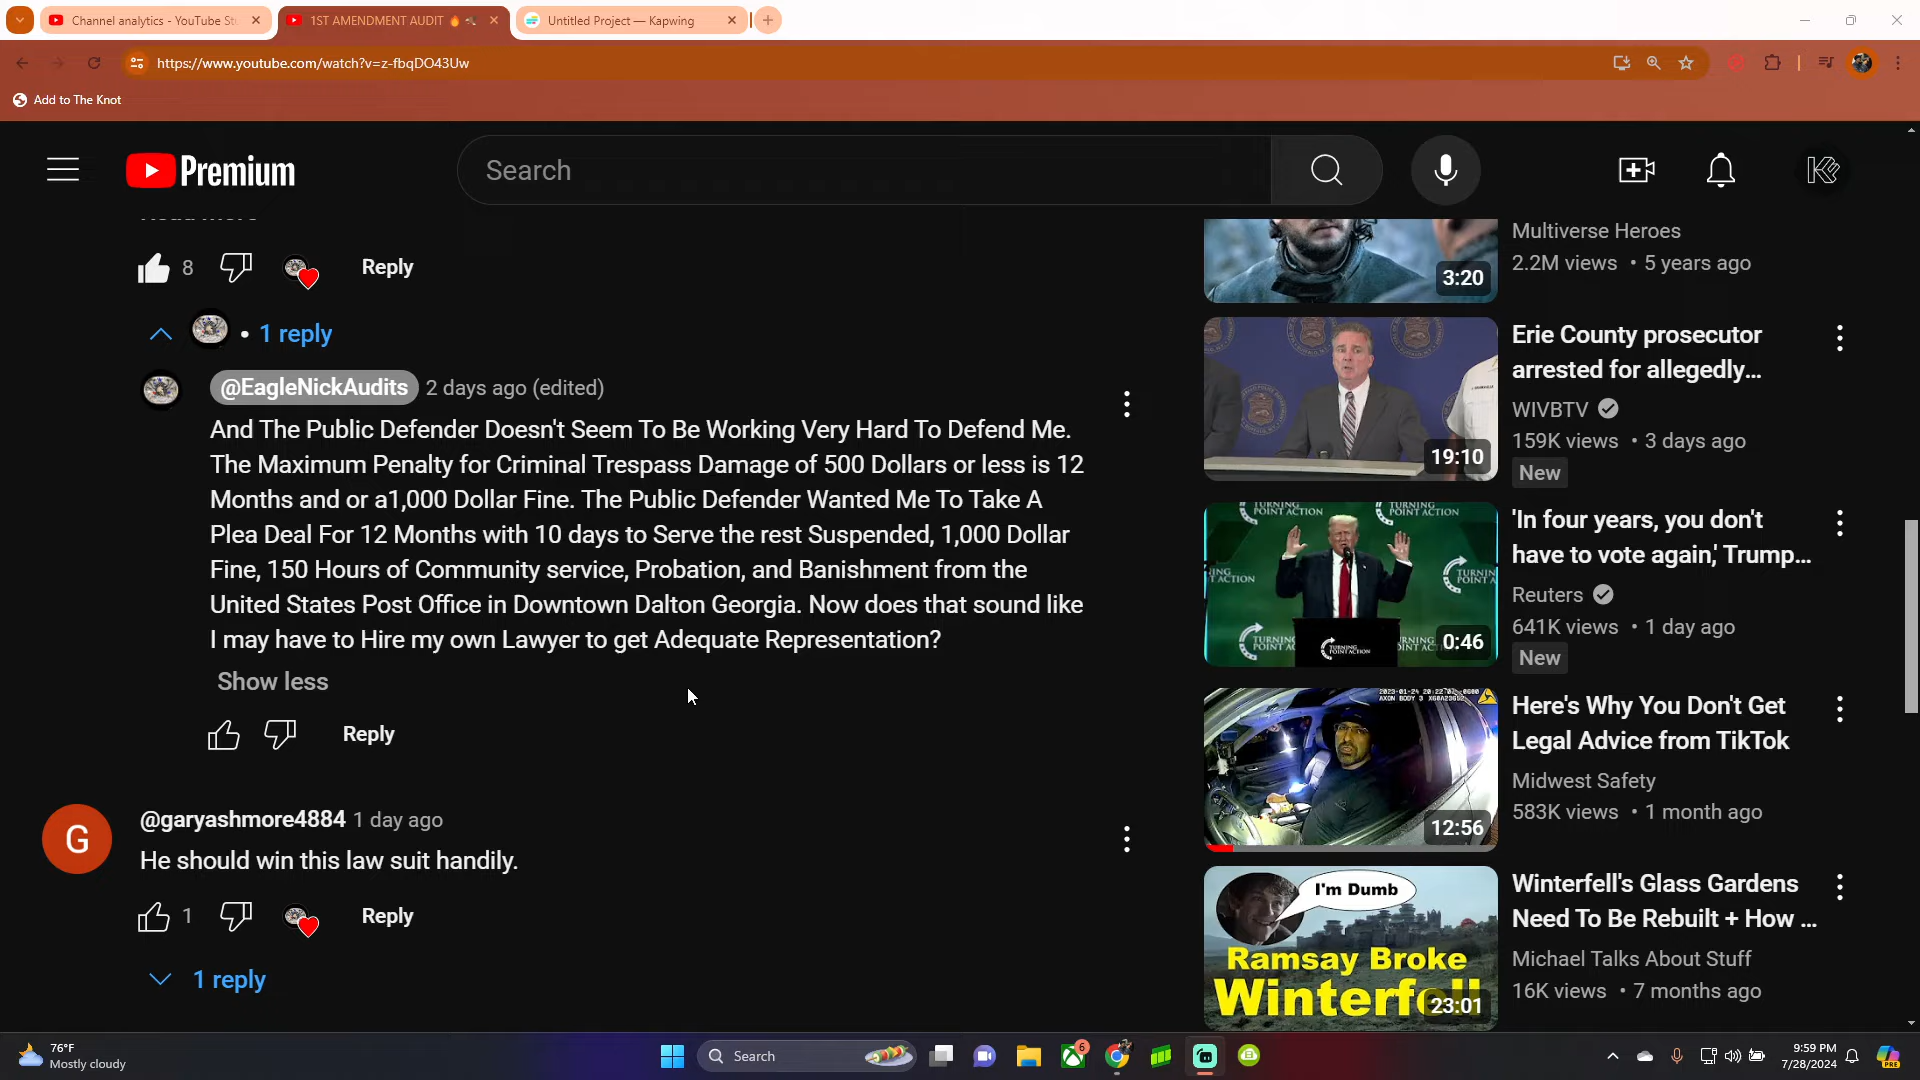 Channel analytics - YouTube St
1ST AMENDMENT AUDIT
Untitled Project — Kapwing
https://www.youtube.com/watch?v=z-fbqDO43Uw
Add to The Knot
Premium
Search
8
Reply
• 1 reply
@EagleNickAudits 2 days ago (edited)
And The Public Defender Doesn't Seem To Be Working Very Hard To Defend Me.
The Maximum Penalty for Criminal Trespass Damage of 500 Dollars or less is 12
Months and or a1,000 Dollar Fine. The Public Defender Wanted Me To Take A
Plea Deal For 12 Months with 10 days to Serve the rest Suspended, 1,000 Dollar
Fine, 150 Hours of Community service, Probation, and Banishment from the
United States Post Office in Downtown Dalton Georgia. Now does that sound like
I may have to Hire my own Lawyer to get Adequate Representation?
Show less
Reply
G
@garyashmore4884 1 day ago
He should win this law suit handily.
1
Reply
1 reply
3:20
Multiverse Heroes
2.2M views • 5 years ago
19:10
Erie County prosecutor
arrested for allegedly...
WIVBTV
159K views • 3 days ago
New
TURNING
POINT ACTION
TURNING
POINT ACTION
TURNING
POINT ACTION
0:46
'In four years, you don't
have to vote again,' Trump...
Reuters
641K views • 1 day ago
New
12:56
Here's Why You Don't Get
Legal Advice from TikTok
Midwest Safety
583K views • 1 month ago
I'm Dumb
Ramsay Broke
Winterfell
23:01
Winterfell's Glass Gardens
Need To Be Rebuilt + How ...
Michael Talks About Stuff
16K views • 7 months ago
76°F
Mostly cloudy
Search
6
9:59 PM
7/28/2024
PRE